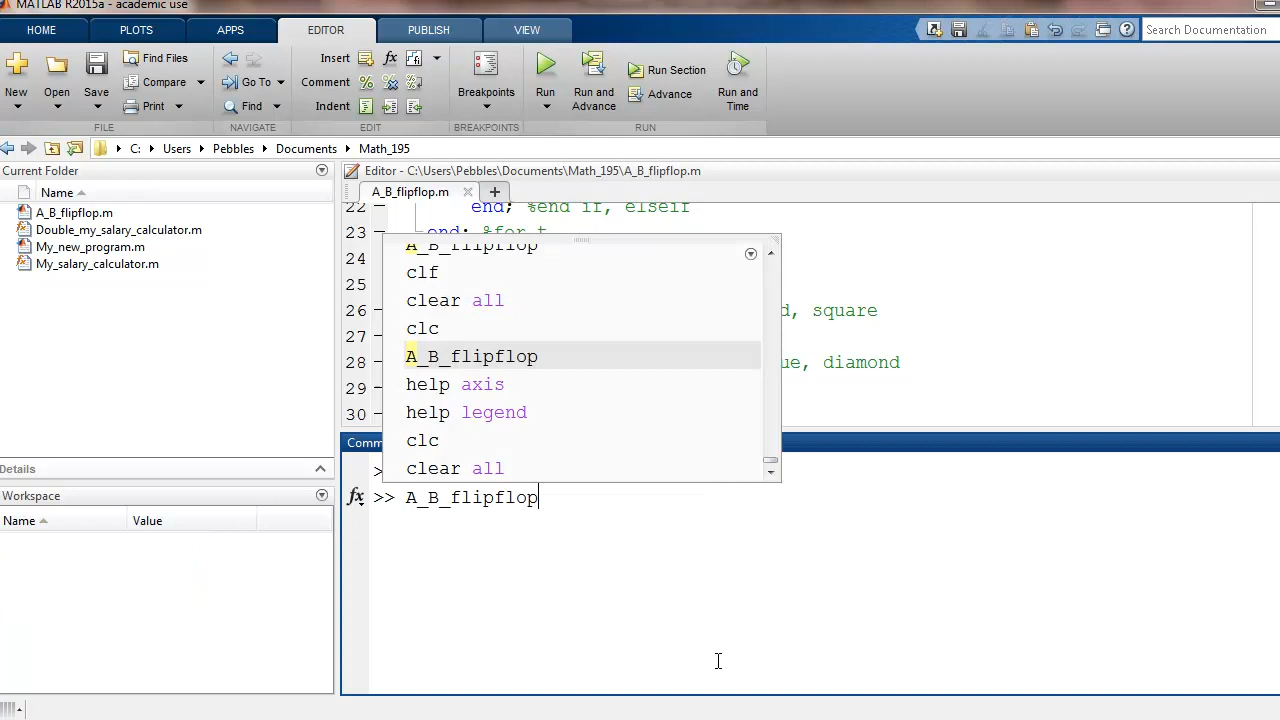 MATLAB R2015a - academic use
HOME PLOTS APPS EDITOR PUBLISH VIEW
Search Documentation
New Open Save Find Files Compare Print
Go To Find
Insert Comment Indent
Breakpoints
Run Run and Advance Run Section Advance Run and Time
FILE NAVIGATE EDIT BREAKPOINTS RUN
C: Users Pebbles Documents Math_195
Current Folder
Name
A_B_flipflop.m
Double_my_salary_calculator.m
My_new_program.m
My_salary_calculator.m
Details
Workspace
Name Value
Editor - C:\Users\Pebbles\Documents\Math_195\A_B_flipflop.m
A_B_flipflop.m
22 end; %end if, elseif
23 end; %for t
24
25
26 d, square
27
28 ue, diamond
29
30
A_B_flipflop
clf
clear all
clc
A_B_flipflop
help axis
help legend
clc
clear all
Comm
>
fx >> A_B_flipflop